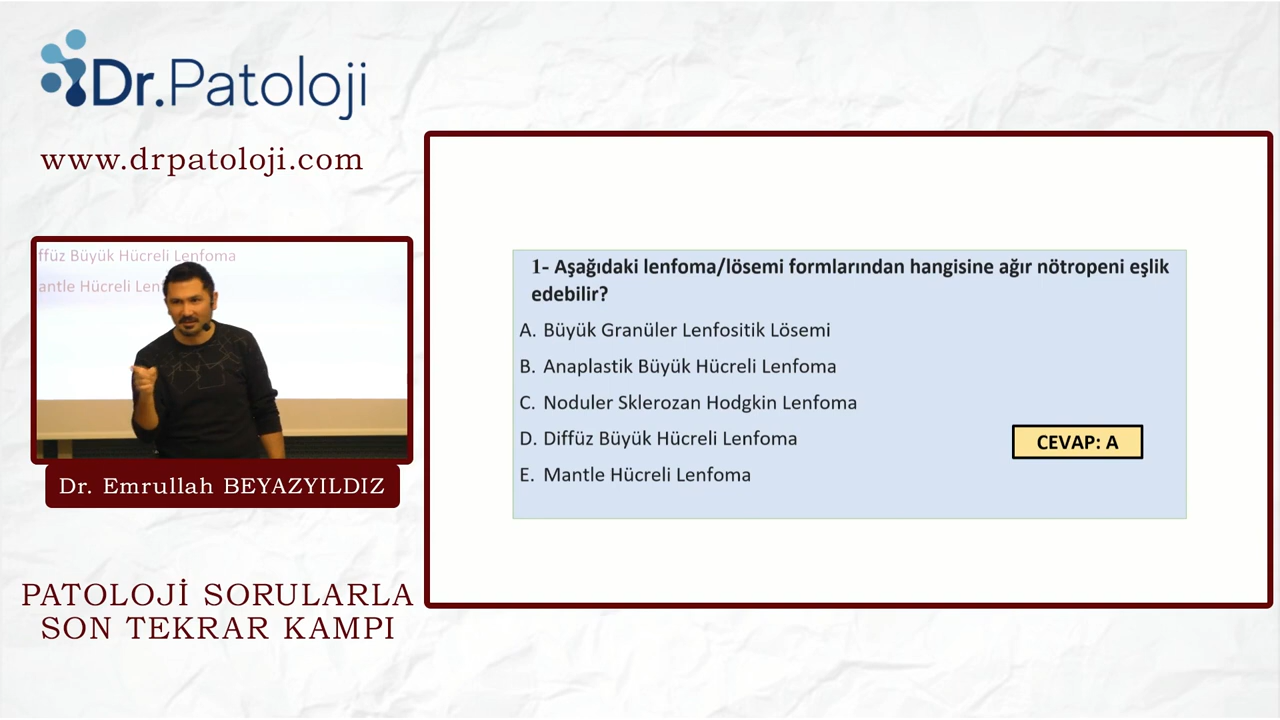 Dr.Patoloji
www.drpatoloji.com
ffüz Büyük Hücreli Lenfoma
antle Hücreli Len
Dr. Emrullah BEYAZYILDIZ
PATOLOJİ SORULARLA
SON TEKRAR KAMPI
1- Aşağıdaki lenfoma/lösemi formlarından hangisine ağır nötropeni eşlik
edebilir?
A. Büyük Granüler Lenfositik Lösemi
B. Anaplastik Büyük Hücreli Lenfoma
C. Noduler Sklerozan Hodgkin Lenfoma
D. Diffüz Büyük Hücreli Lenfoma
E. Mantle Hücreli Lenfoma
CEVAP: A